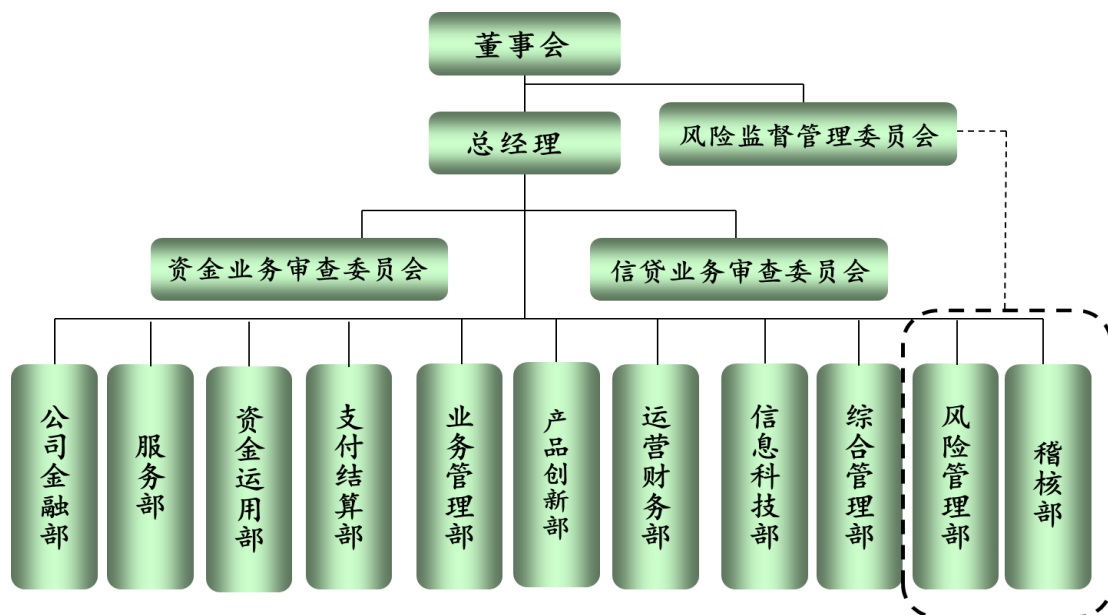 董事会
总经理
风险监督管理委员会
资金业务审查委员会
信贷业务审查委员会
公司金融部
服务部
资金运用部
支付结算部
业务管理部
产品创新部
运营财务部
信息科技部
综合管理部
风险管理部
稽核部